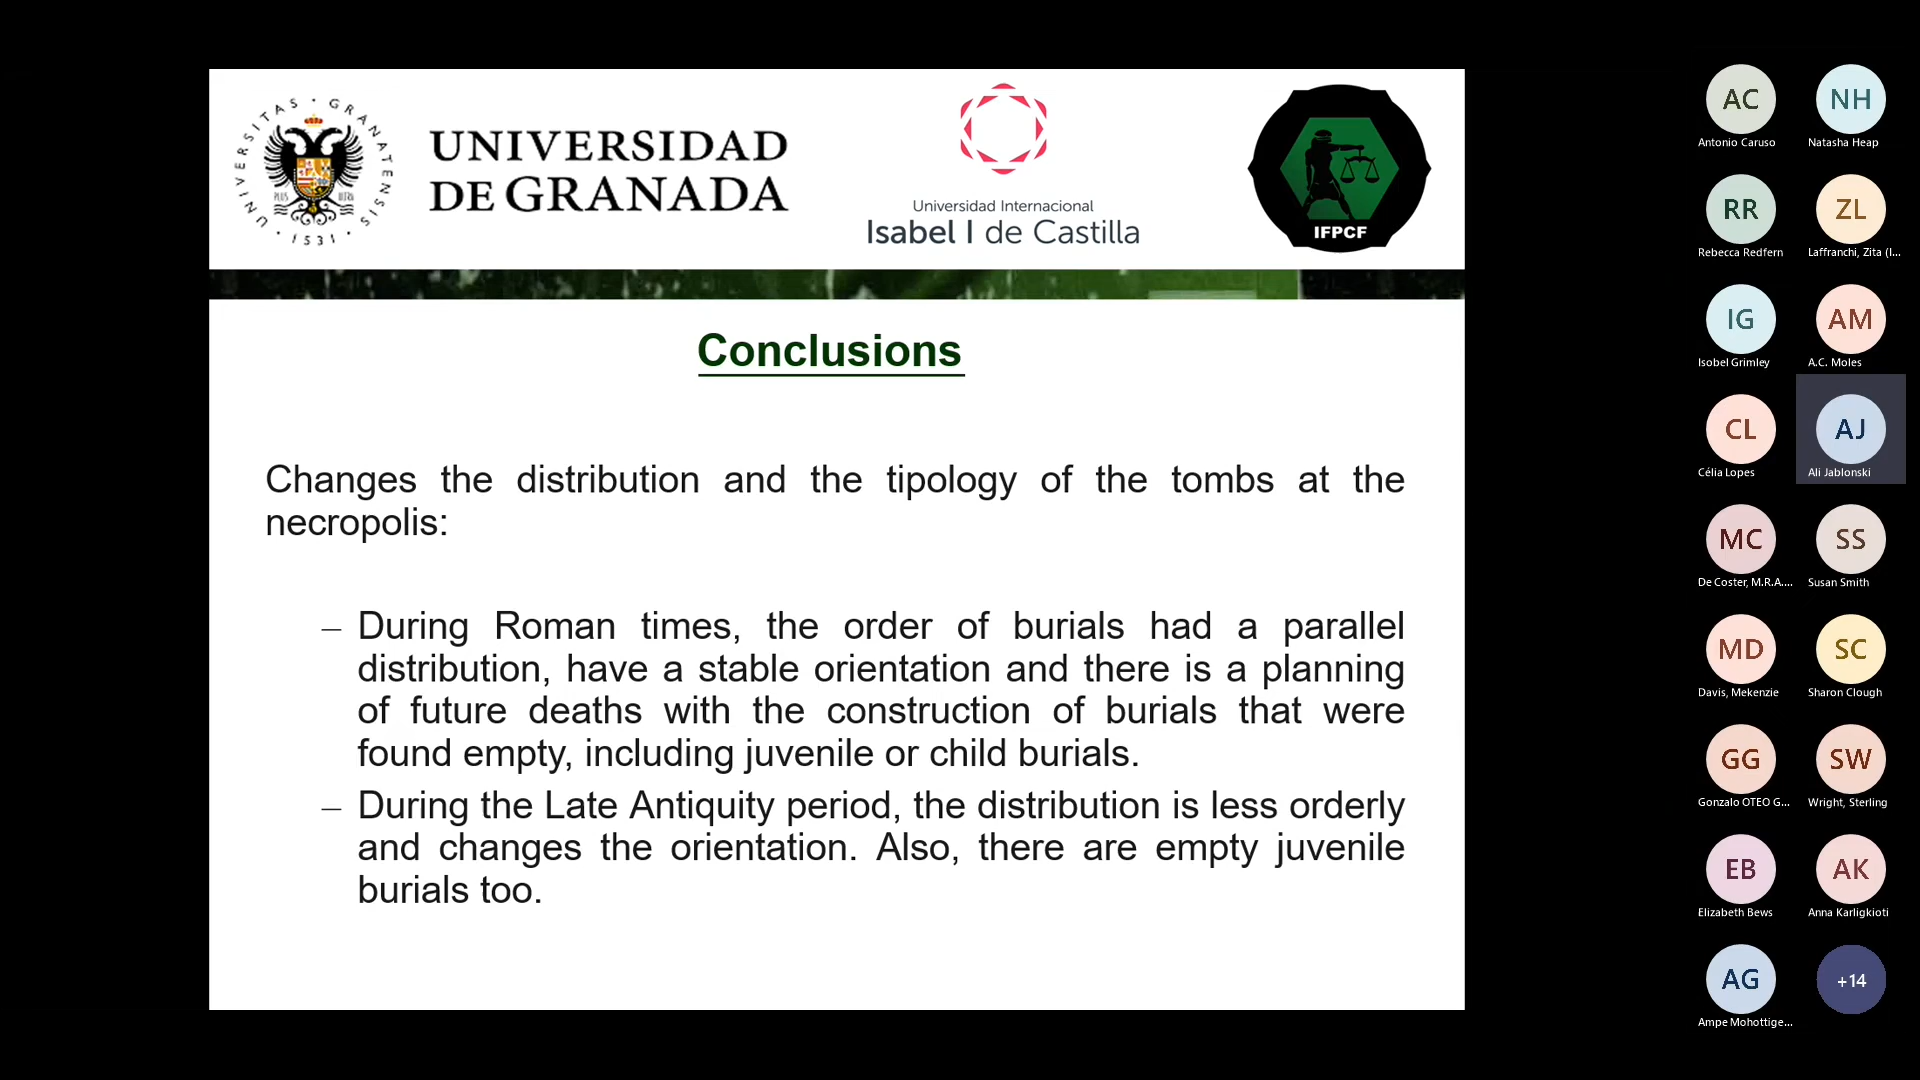 UNIVERSITAS · GRANATENSIS · 1531 ·
PLUS ULTRA
UNIVERSIDAD
DE GRANADA
Universidad Internacional
Isabel I de Castilla
IFPCF
Conclusions
Changes the distribution and the tipology of the tombs at the
necropolis:
– During Roman times, the order of burials had a parallel
distribution, have a stable orientation and there is a planning
of future deaths with the construction of burials that were
found empty, including juvenile or child burials.
– During the Late Antiquity period, the distribution is less orderly
and changes the orientation. Also, there are empty juvenile
burials too.
AC
Antonio Caruso
NH
Natasha Heap
RR
Rebecca Redfern
ZL
Laffranchi, Zita (I...
IG
Isobel Grimley
AM
A.C. Moles
CL
Célia Lopes
AJ
Ali Jablonski
MC
De Coster, M.R.A....
SS
Susan Smith
MD
Davis, Mekenzie
SC
Sharon Clough
GG
Gonzalo OTEO G...
SW
Wright, Sterling
EB
Elizabeth Bews
AK
Anna Karligkioti
AG
Ampe Mohottige...
+14